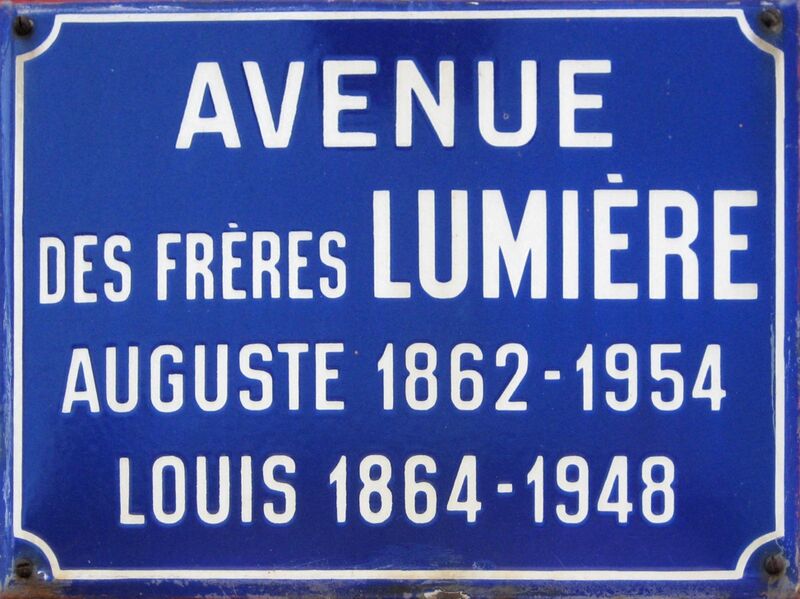 AVENUE
DES FRÈRES LUMIÈRE
AUGUSTE 1862-1954
LOUIS 1864-1948